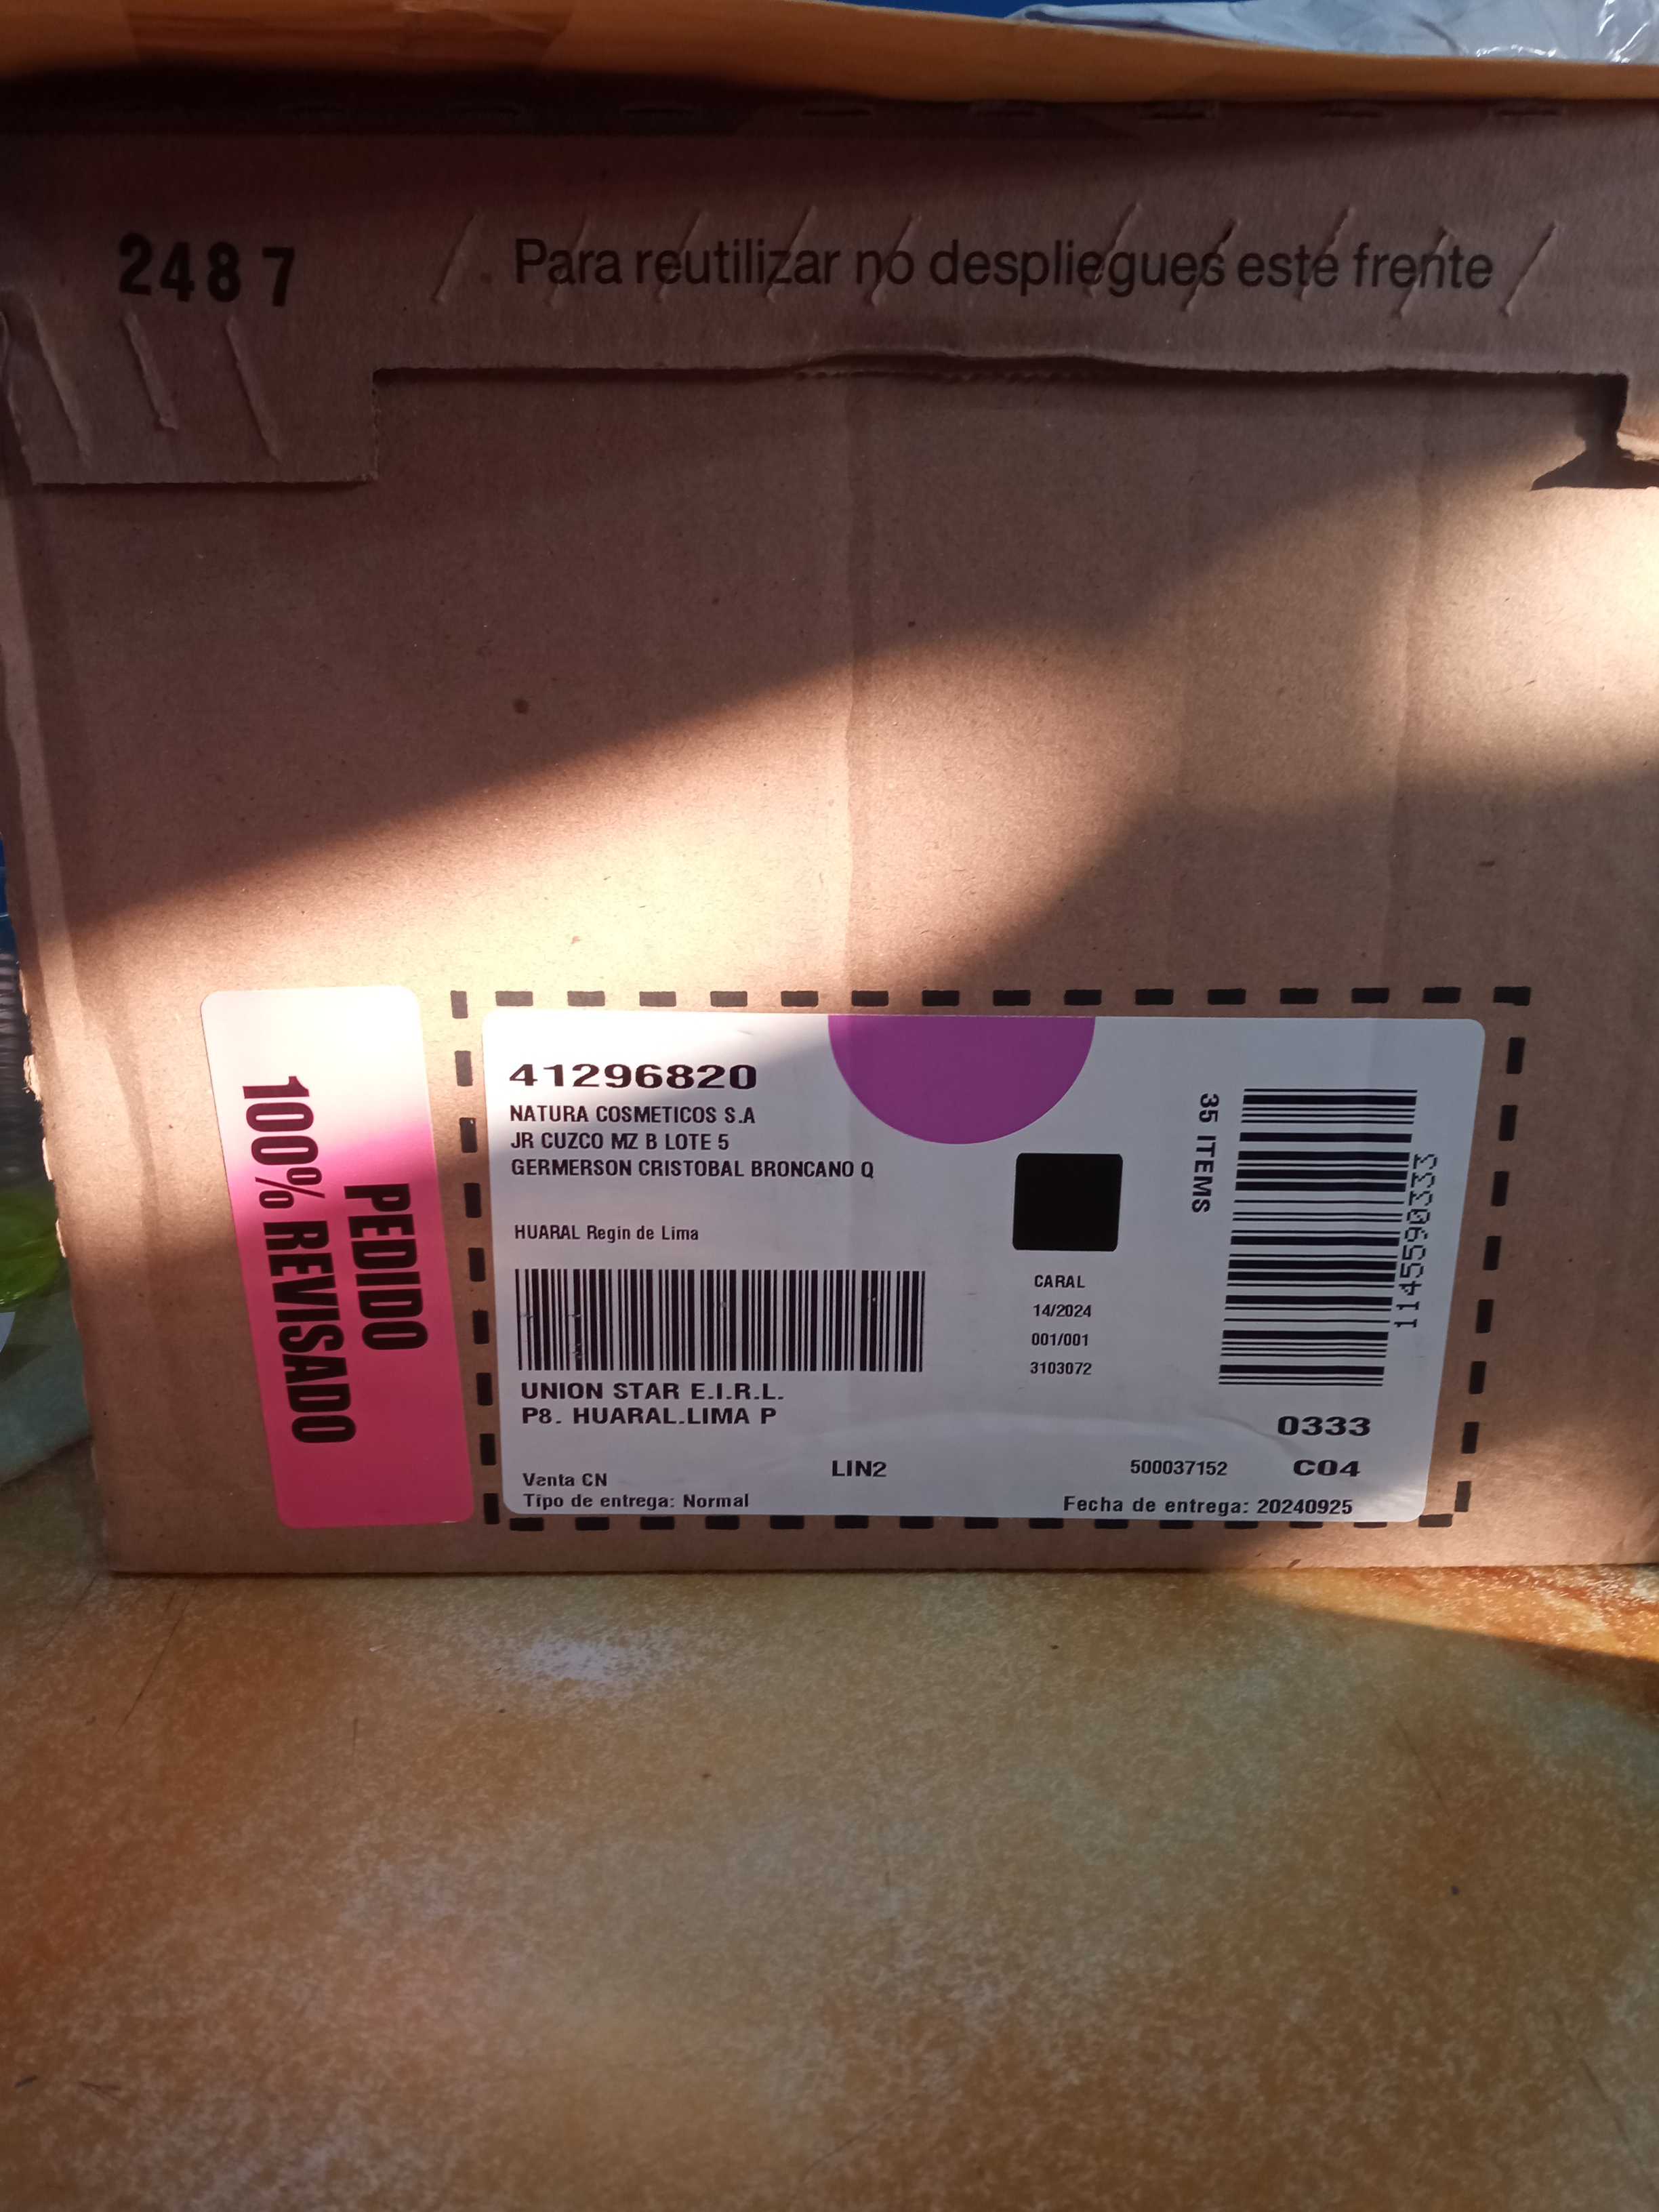 2487
Para reutilizar no despliegues este frente
PEDIDO
100% REVISADO
41296820
NATURA COSMETICOS S.A
JR CUZCO MZ B LOTE 5
GERMERSON CRISTOBAL BRONCANO Q
HUARAL Regin de Lima
UNION STAR E.I.R.L.
P8. HUARAL.LIMA P
Venta CN
Tipo de entrega: Normal
LIN2
CARAL
14/2024
001/001
3103072
35 ITEMS
1145590333
0333
500037152 C04
Fecha de entrega: 20240925